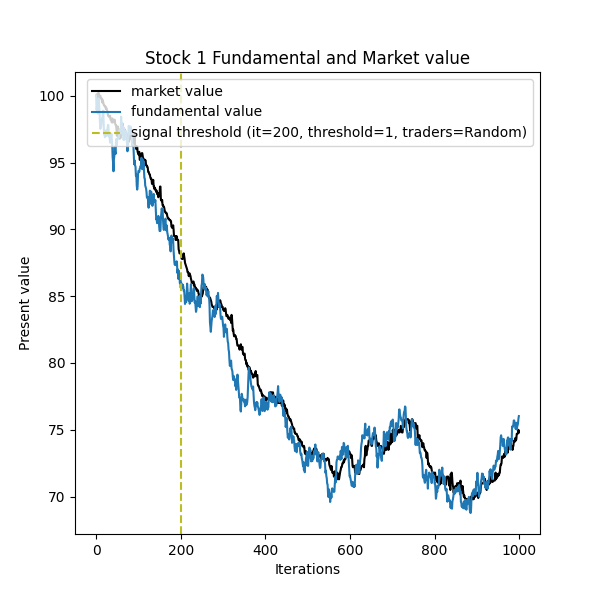 Stock 1 Fundamental and Market value
market value
fundamental value
signal threshold (it=200, threshold=1, traders=Random)
100
95
90
85
80
75
70
Present value
0 200 400 600 800 1000
Iterations